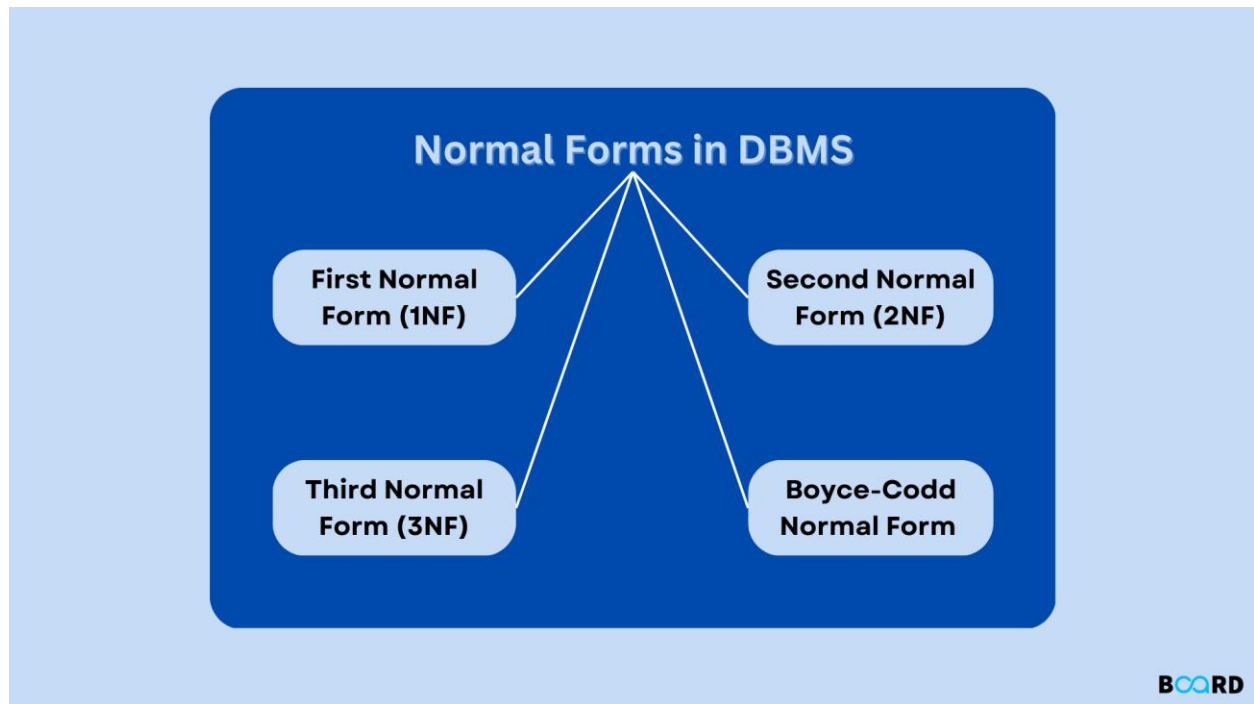 Normal Forms in DBMS
First Normal
Form (1NF)
Second Normal
Form (2NF)
Third Normal
Form (3NF)
Boyce-Codd
Normal Form
BOARD